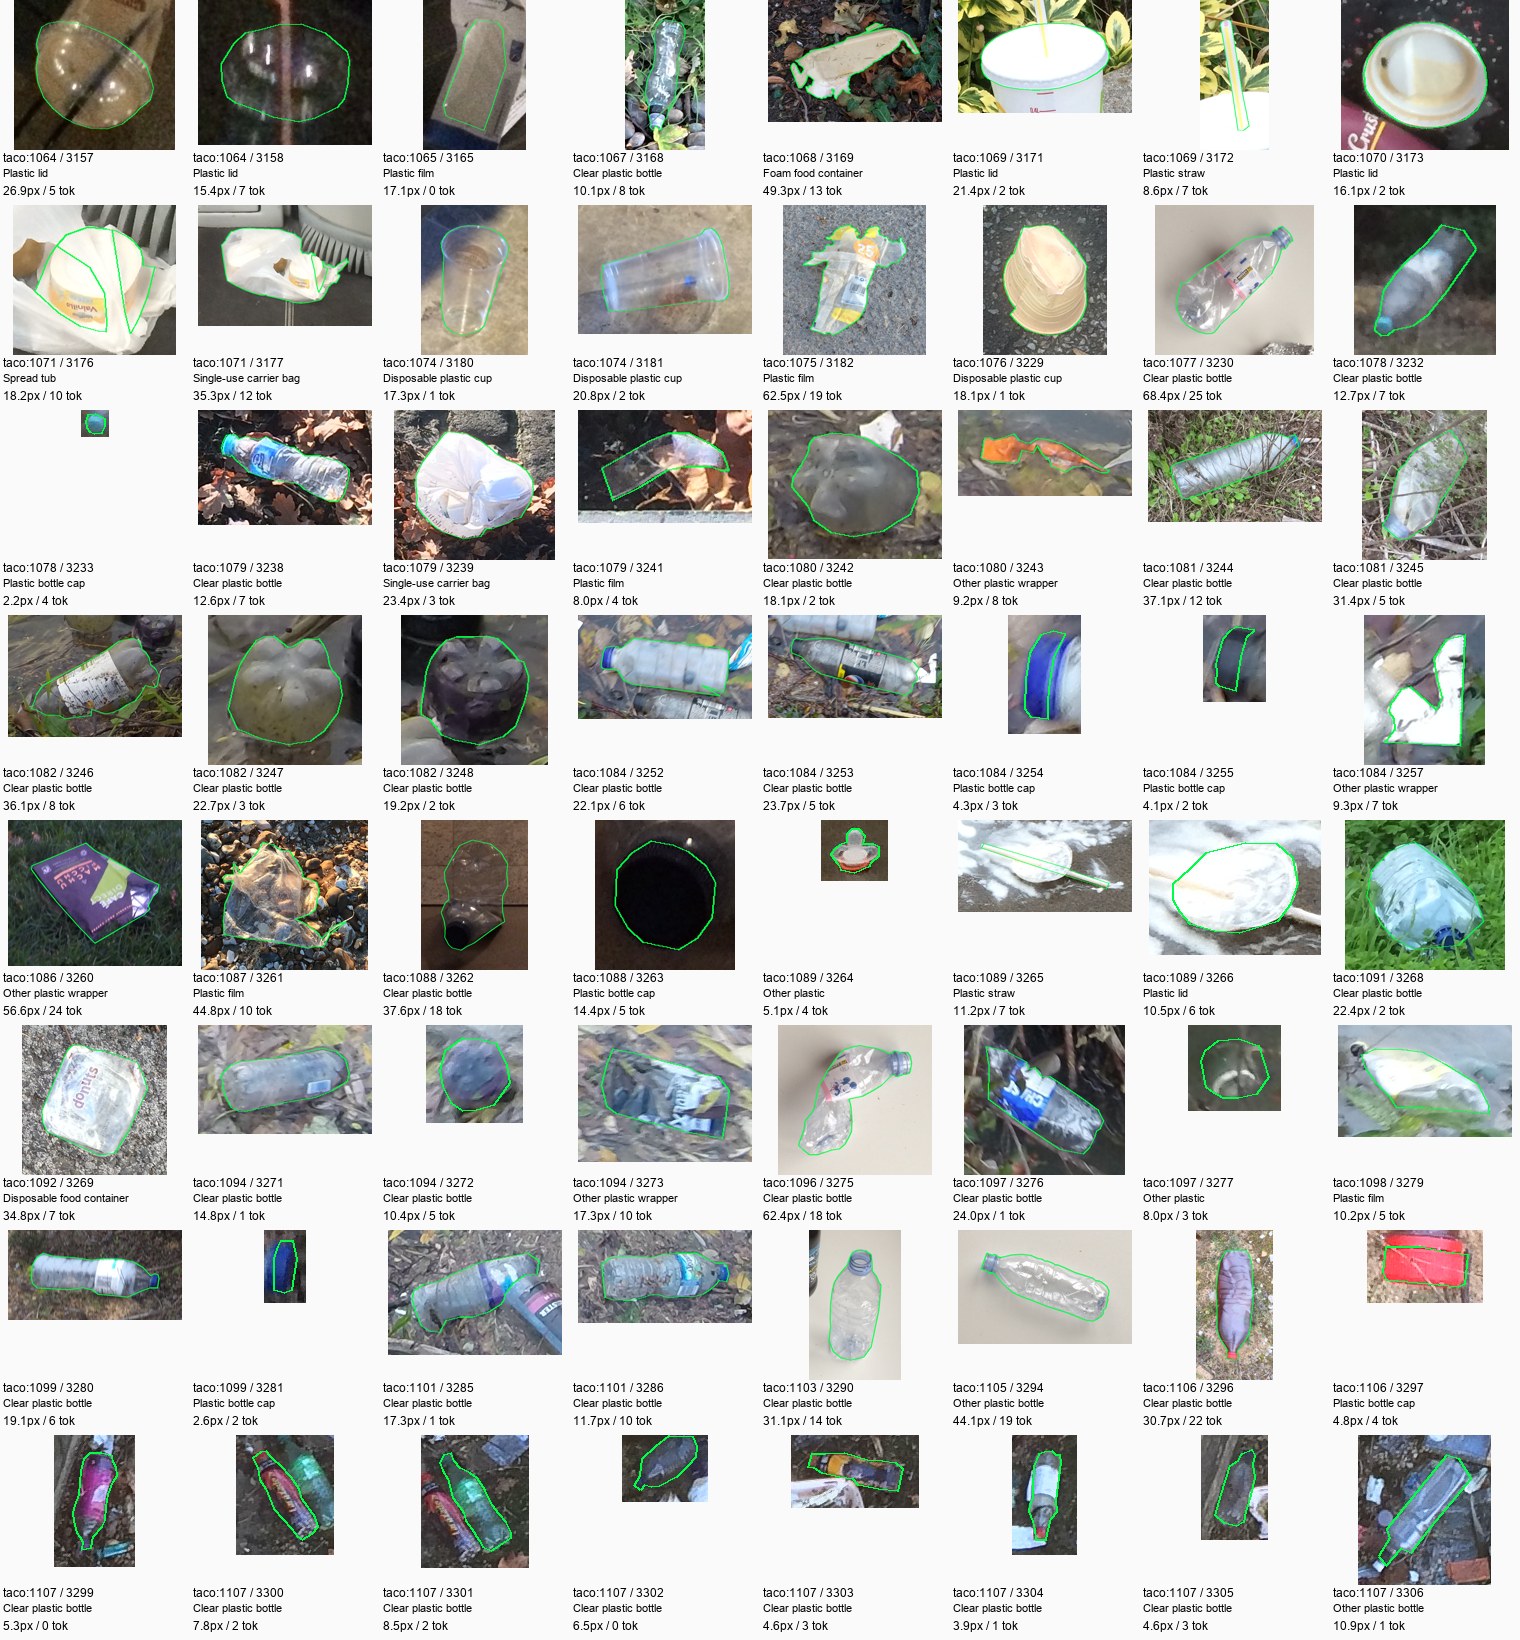 taco:1064 / 3157
Plastic lid
26.9px / 5 tok
taco:1064 / 3158
Plastic lid
15.4px / 7 tok
taco:1065 / 3165
Plastic film
17.1px / 0 tok
taco:1067 / 3168
Clear plastic bottle
10.1px / 8 tok
taco:1068 / 3169
Foam food container
49.3px / 13 tok
taco:1069 / 3171
Plastic lid
21.4px / 2 tok
taco:1069 / 3172
Plastic straw
8.6px / 7 tok
Crus
taco:1070 / 3173
Plastic lid
16.1px / 2 tok
Vainilla
taco:1071 / 3176
Spread tub
18.2px / 10 tok
taco:1071 / 3177
Single-use carrier bag
35.3px / 12 tok
taco:1074 / 3180
Disposable plastic cup
17.3px / 1 tok
taco:1074 / 3181
Disposable plastic cup
20.8px / 2 tok
taco:1075 / 3182
Plastic film
62.5px / 19 tok
taco:1076 / 3229
Disposable plastic cup
18.1px / 1 tok
taco:1077 / 3230
Clear plastic bottle
68.4px / 25 tok
taco:1078 / 3232
Clear plastic bottle
12.7px / 7 tok
taco:1078 / 3233
Plastic bottle cap
2.2px / 4 tok
taco:1079 / 3238
Clear plastic bottle
12.6px / 7 tok
taco:1079 / 3239
Single-use carrier bag
23.4px / 3 tok
taco:1079 / 3241
Plastic film
8.0px / 4 tok
taco:1080 / 3242
Clear plastic bottle
18.1px / 2 tok
taco:1080 / 3243
Other plastic wrapper
9.2px / 8 tok
taco:1081 / 3244
Clear plastic bottle
37.1px / 12 tok
taco:1081 / 3245
Clear plastic bottle
31.4px / 5 tok
taco:1082 / 3246
Clear plastic bottle
36.1px / 8 tok
taco:1082 / 3247
Clear plastic bottle
22.7px / 3 tok
taco:1082 / 3248
Clear plastic bottle
19.2px / 2 tok
taco:1084 / 3252
Clear plastic bottle
22.1px / 6 tok
taco:1084 / 3253
Clear plastic bottle
23.7px / 5 tok
taco:1084 / 3254
Plastic bottle cap
4.3px / 3 tok
taco:1084 / 3255
Plastic bottle cap
4.1px / 2 tok
taco:1084 / 3257
Other plastic wrapper
9.3px / 7 tok
taco:1086 / 3260
Other plastic wrapper
56.6px / 24 tok
taco:1087 / 3261
Plastic film
44.8px / 10 tok
taco:1088 / 3262
Clear plastic bottle
37.6px / 18 tok
taco:1088 / 3263
Plastic bottle cap
14.4px / 5 tok
taco:1089 / 3264
Other plastic
5.1px / 4 tok
taco:1089 / 3265
Plastic straw
11.2px / 7 tok
taco:1089 / 3266
Plastic lid
10.5px / 6 tok
taco:1091 / 3268
Clear plastic bottle
22.4px / 2 tok
taco:1092 / 3269
Disposable food container
34.8px / 7 tok
taco:1094 / 3271
Clear plastic bottle
14.8px / 1 tok
taco:1094 / 3272
Clear plastic bottle
10.4px / 5 tok
taco:1094 / 3273
Other plastic wrapper
17.3px / 10 tok
taco:1096 / 3275
Clear plastic bottle
62.4px / 18 tok
taco:1097 / 3276
Clear plastic bottle
24.0px / 1 tok
taco:1097 / 3277
Other plastic
8.0px / 3 tok
taco:1098 / 3279
Plastic film
10.2px / 5 tok
taco:1099 / 3280
Clear plastic bottle
19.1px / 6 tok
taco:1099 / 3281
Plastic bottle cap
2.6px / 2 tok
taco:1101 / 3285
Clear plastic bottle
17.3px / 1 tok
taco:1101 / 3286
Clear plastic bottle
11.7px / 10 tok
taco:1103 / 3290
Clear plastic bottle
31.1px / 14 tok
taco:1105 / 3294
Other plastic bottle
44.1px / 19 tok
taco:1106 / 3296
Clear plastic bottle
30.7px / 22 tok
taco:1106 / 3297
Plastic bottle cap
4.8px / 4 tok
taco:1107 / 3299
Clear plastic bottle
5.3px / 0 tok
taco:1107 / 3300
Clear plastic bottle
7.8px / 2 tok
taco:1107 / 3301
Clear plastic bottle
8.5px / 2 tok
taco:1107 / 3302
Clear plastic bottle
6.5px / 0 tok
taco:1107 / 3303
Clear plastic bottle
4.6px / 3 tok
taco:1107 / 3304
Clear plastic bottle
3.9px / 1 tok
taco:1107 / 3305
Clear plastic bottle
4.6px / 3 tok
taco:1107 / 3306
Other plastic bottle
10.9px / 1 tok